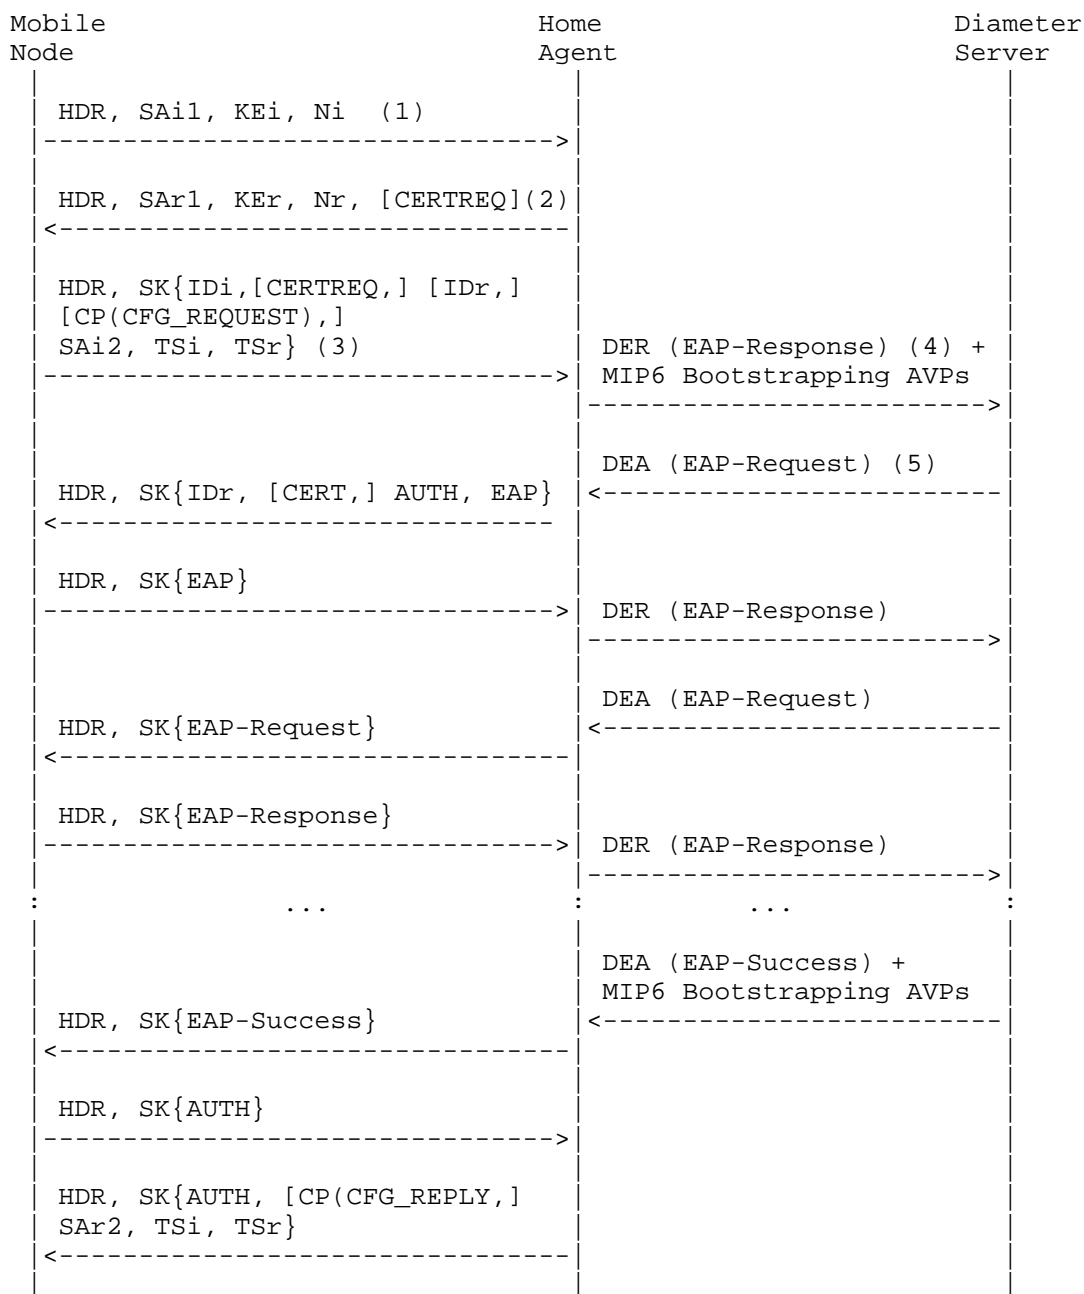 Mobile Home Diameter
Node Agent Server
HDR, SAi1, KEi, Ni (1)
HDR, SAr1, KEr, Nr, [CERTREQ](2)
HDR, SK{IDi,[CERTREQ,] [IDr,]
[CP(CFG_REQUEST),]
SAi2, TSi, TSr} (3) DER (EAP-Response) (4) +
MIP6 Bootstrapping AVPs
DEA (EAP-Request) (5)
HDR, SK{IDr, [CERT,] AUTH, EAP}
HDR, SK{EAP}
DER (EAP-Response)
DEA (EAP-Request)
HDR, SK{EAP-Request}
HDR, SK{EAP-Response}
DER (EAP-Response)
: ... : ... :
DEA (EAP-Success) +
MIP6 Bootstrapping AVPs
HDR, SK{EAP-Success}
HDR, SK{AUTH}
HDR, SK{AUTH, [CP(CFG_REPLY,]
SAr2, TSi, TSr}